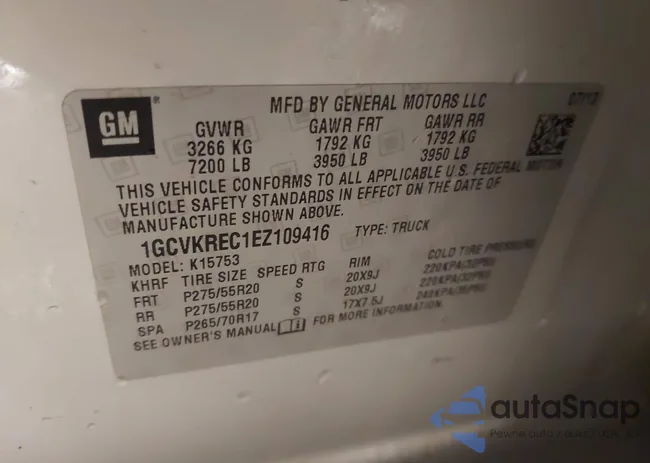 GM
MFD BY GENERAL MOTORS LLC 07/13
GVWR GAWR FRT GAWR RR
3266 KG 1792 KG 1792 KG
7200 LB 3950 LB 3950 LB
THIS VEHICLE CONFORMS TO ALL APPLICABLE U.S. FEDERAL MOTOR
VEHICLE SAFETY STANDARDS IN EFFECT ON THE DATE OF
MANUFACTURE SHOWN ABOVE.
1GCVKREC1EZ109416 TYPE: TRUCK
MODEL: K15753
KHRF TIRE SIZE SPEED RTG RIM COLD TIRE PRESSURE
FRT P275/55R20 S 20X9J 220KPA(32PSI)
RR P275/55R20 S 20X9J 220KPA(32PSI)
SPA P265/70R17 S 17X7.5J 240KPA(35PSI)
SEE OWNER'S MANUAL FOR MORE INFORMATION.
autaSnap